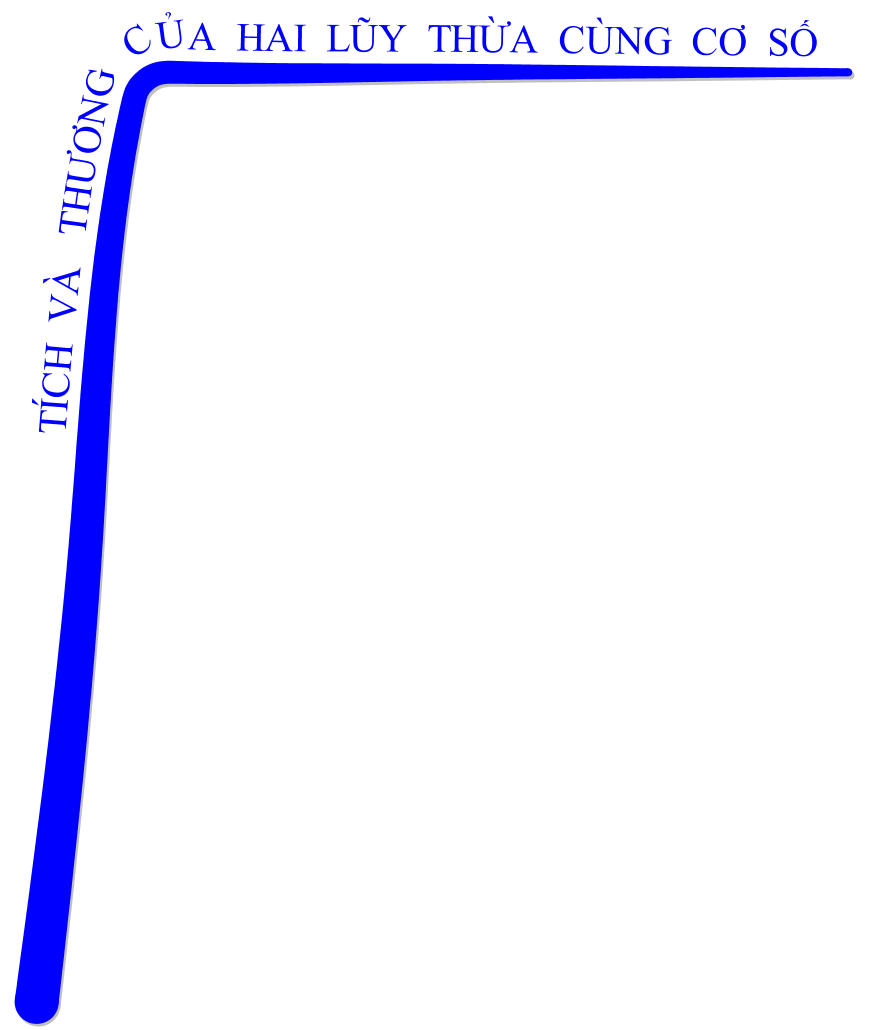 TÍCH VÀ THƯƠNG CỦA HAI LŨY THỪA CÙNG CƠ SỐ